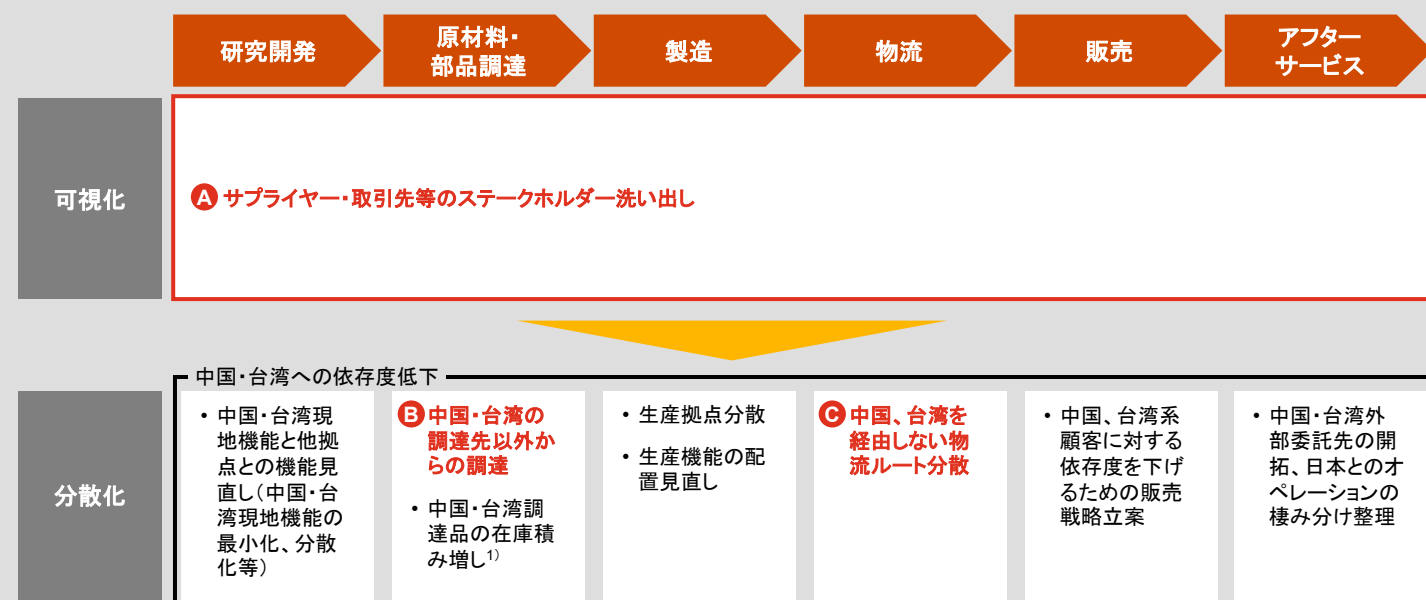 研究開発
原材料・
部品調達
製造
物流
販売
アフター
サービス
可視化
A サプライヤー・取引先等のステークホルダー洗い出し
中国・台湾への依存度低下
分散化
• 中国・台湾現
地機能と他拠
点との機能見
直し(中国・台
湾現地機能の
最小化、分散
化等)
B 中国・台湾の
調達先以外か
らの調達
• 中国・台湾調
達品の在庫積
み増し1)
• 生産拠点分散
• 生産機能の配
置見直し
C 中国、台湾を
経由しない物
流ルート分散
• 中国、台湾系
顧客に対する
依存度を下げ
るための販売
戦略立案
• 中国・台湾外
部委託先の開
拓、日本とのオ
ペレーションの
棲み分け整理